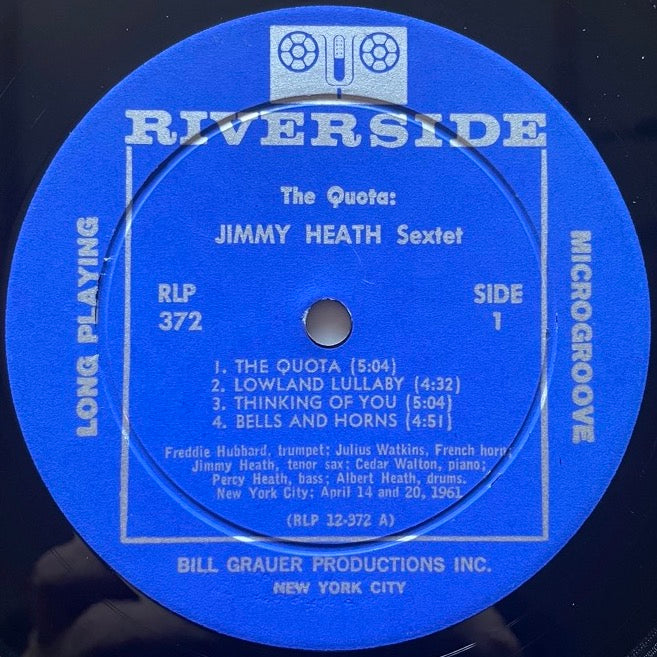 RIVERSIDE
The Quota:
JIMMY HEATH Sextet
RLP
372
SIDE
1
LONG PLAYING
MICROGROOVE
1. THE QUOTA (5:04)
2. LOWLAND LULLABY (4:32)
3. THINKING OF YOU (5:04)
4. BELLS AND HORNS (4:51)
Freddie Hubbard, trumpet; Julius Watkins, French horn;
Jimmy Heath, tenor sax; Cedar Walton, piano;
Percy Heath, bass; Albert Heath, drums.
New York City; April 14 and 20, 1961
(RLP 12-372 A)
BILL GRAUER PRODUCTIONS INC.
NEW YORK CITY